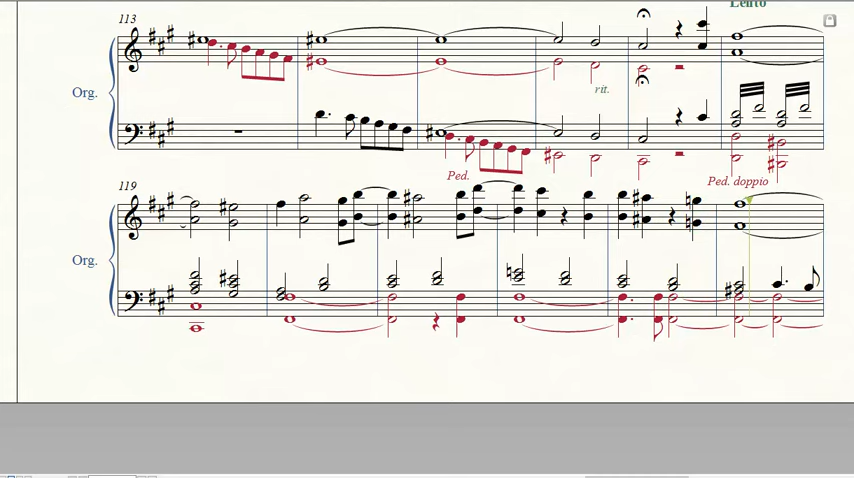 Lento
113
Org.
rit.
Ped.
Ped. doppio
119
Org.